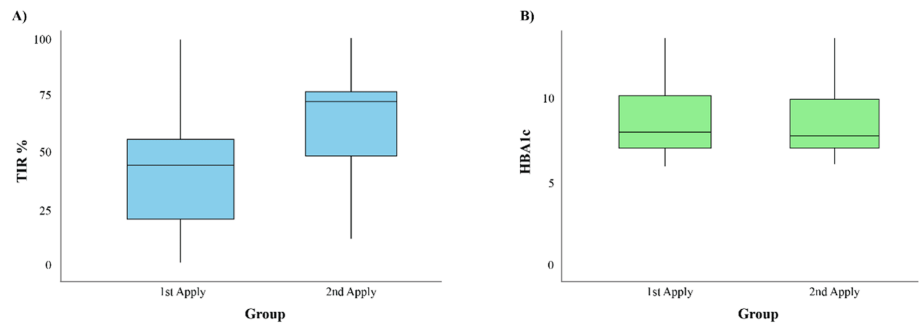 A)
100
75
50
25
0
TIR %
1st Apply
2nd Apply
Group
B)
10
5
0
HBA1c
1st Apply
2nd Apply
Group